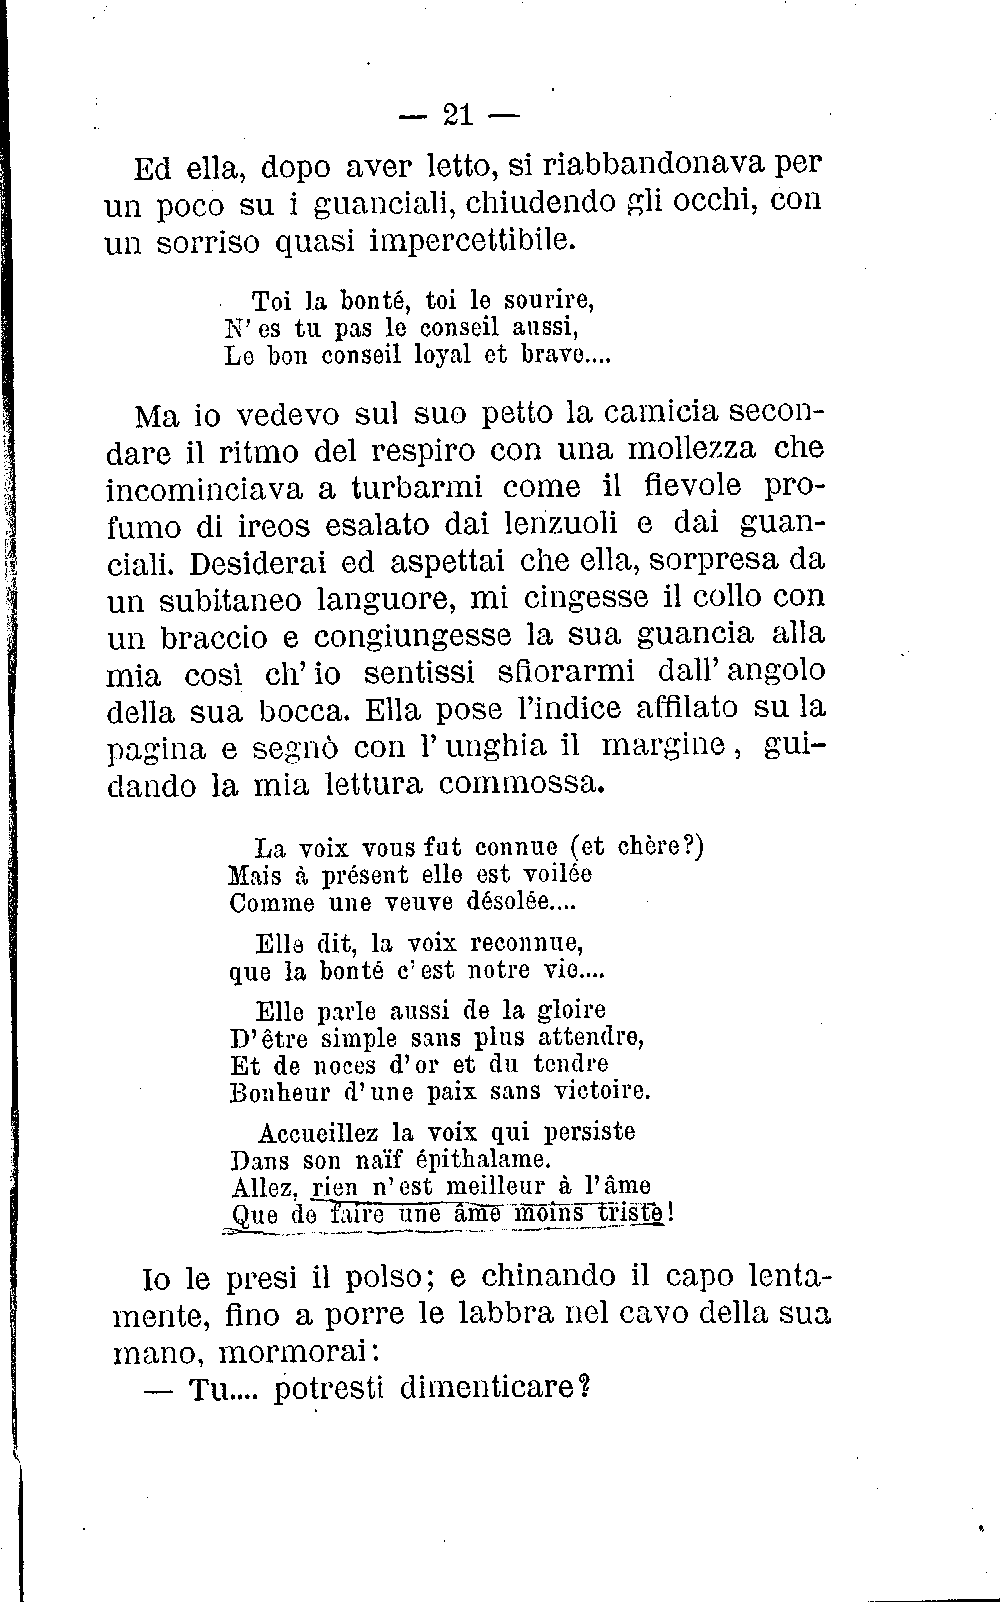 — 21 —
Ed ella, dopo aver letto, si riabbandonava per
un poco su i guanciali, chiudendo gli occhi, con
un sorriso quasi impercettibile.
Toi la bonté, toi le sourire,
N' es tu pas le conseil aussi,
Le bon conseil loyal et brave....
Ma io vedevo sul suo petto la camicia secon-
dare il ritmo del respiro con una mollezza che
incominciava a turbarmi come il fievole pro-
fumo di ireos esalato dai lenzuoli e dai guan-
ciali. Desiderai ed aspettai che ella, sorpresa da
un subitaneo languore, mi cingesse il collo con
un braccio e congiungesse la sua guancia alla
mia così ch' io sentissi sfiorarmi dall' angolo
della sua bocca. Ella pose l'indice affilato su la
pagina e segnò con l' unghia il margine, gui-
dando la mia lettura commossa.
La voix vous fut connue (et chère?)
Mais à présent elle est voilée
Comme une veuve désolée....
Elle dit, la voix reconnue,
que la bonté c'est notre vie....
Elle parle aussi de la gloire
D'être simple sans plus attendre,
Et de noces d'or et du tendre
Bonheur d'une paix sans victoire.
Accueillez la voix qui persiste
Dans son naïf épithalame.
Allez, rien n'est meilleur à l'âme
Que de faire une âme moins triste!
Io le presi il polso; e chinando il capo lenta-
mente, fino a porre le labbra nel cavo della sua
mano, mormorai:
— Tu.... potresti dimenticare?